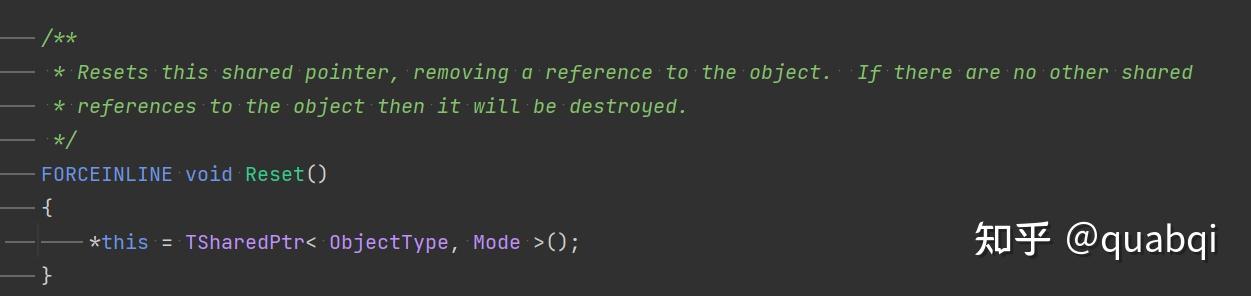 /**
 * Resets this shared pointer, removing a reference to the object.  If there are no other shared
 * references to the object then it will be destroyed.
 */
FORCEINLINE void Reset()
{
    *this = TSharedPtr< ObjectType, Mode >();
}
知乎 @quabqi